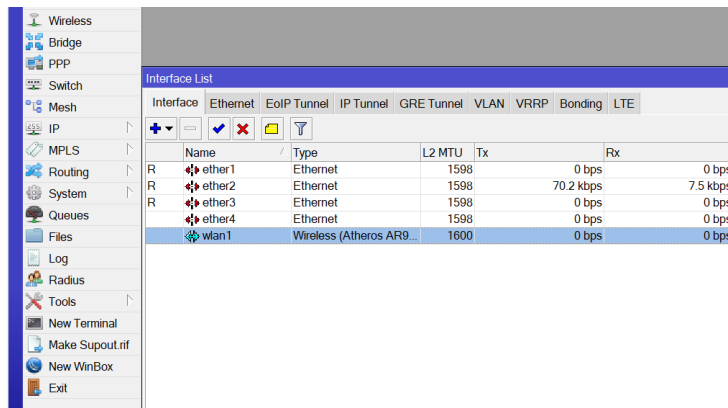 Wireless
Bridge
PPP
Switch
Mesh
IP
MPLS
Routing
System
Queues
Files
Log
Radius
Tools
New Terminal
Make Supout.rif
New WinBox
Exit
Interface List
Interface Ethernet EoIP Tunnel IP Tunnel GRE Tunnel VLAN VRRP Bonding LTE
Name / Type L2 MTU Tx Rx
R ether1 Ethernet 1598 0 bps 0 bps
R ether2 Ethernet 1598 70.2 kbps 7.5 kbps
R ether3 Ethernet 1598 0 bps 0 bps
ether4 Ethernet 1598 0 bps 0 bps
wlan1 Wireless (Atheros AR9... 1600 0 bps 0 bps